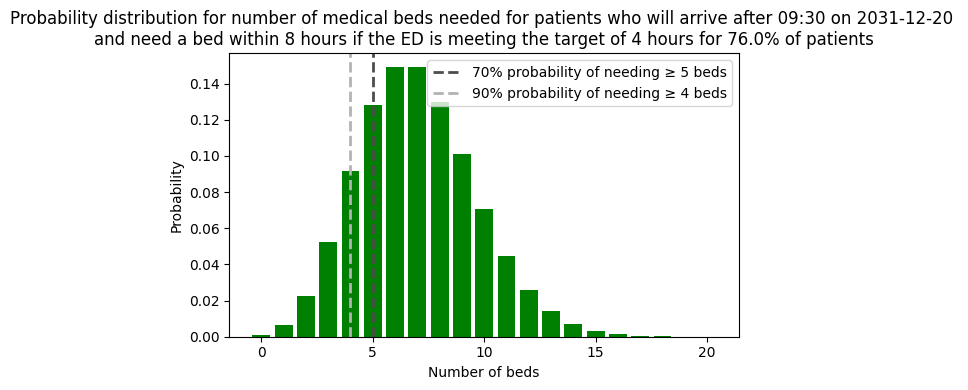 Probability distribution for number of medical beds needed for patients who will arrive after 09:30 on 2031-12-20
and need a bed within 8 hours if the ED is meeting the target of 4 hours for 76.0% of patients
70% probability of needing ≥ 5 beds
90% probability of needing ≥ 4 beds
0.14
0.12
0.10
0.08
0.06
0.04
0.02
0.00
Probability
0 5 10 15 20
Number of beds